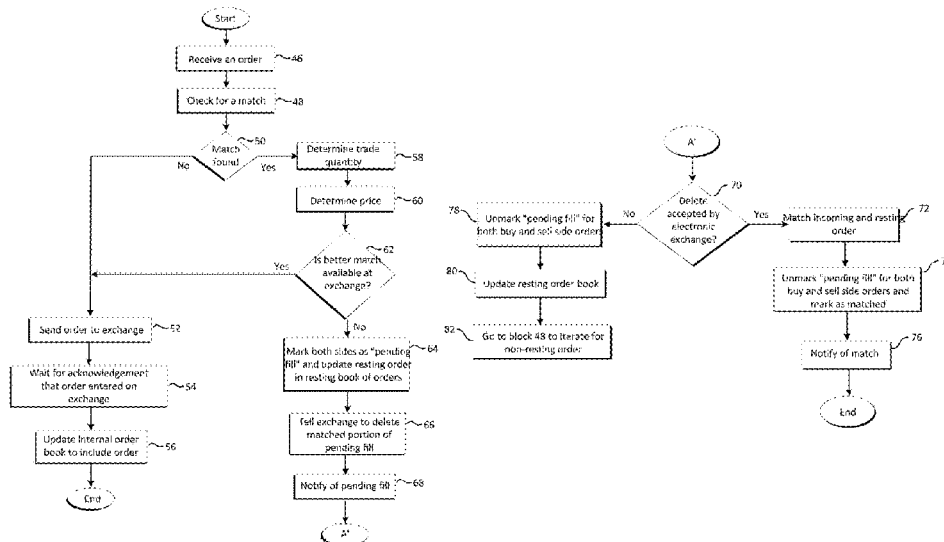 Start
Receive an order
46
Check for a match
48
Match
found
50
No
Yes
Determine trade
quantity
58
Determine price
60
Is better match
available at
exchange?
62
Yes
No
Send order to exchange
52
Wait for acknowledgement
that order entered on
exchange
54
Update internal order
book to include order
56
End
Mark both sides as "pending
fill" and update resting order
in resting book of orders
64
Tell exchange to delete
matched portion of
pending fill
66
Notify of pending fill
68
A'
A'
Delete
accepted by
electronic
exchange?
70
No
Yes
78
Unmark "pending fill" for
both buy and sell side orders
80
Update resting order book
82
Go to block 48 to iterate for
non-resting order
Match incoming and resting
order
72
Unmark "pending fill" for both
buy and sell side orders and
mark as matched
Notify of match
76
End